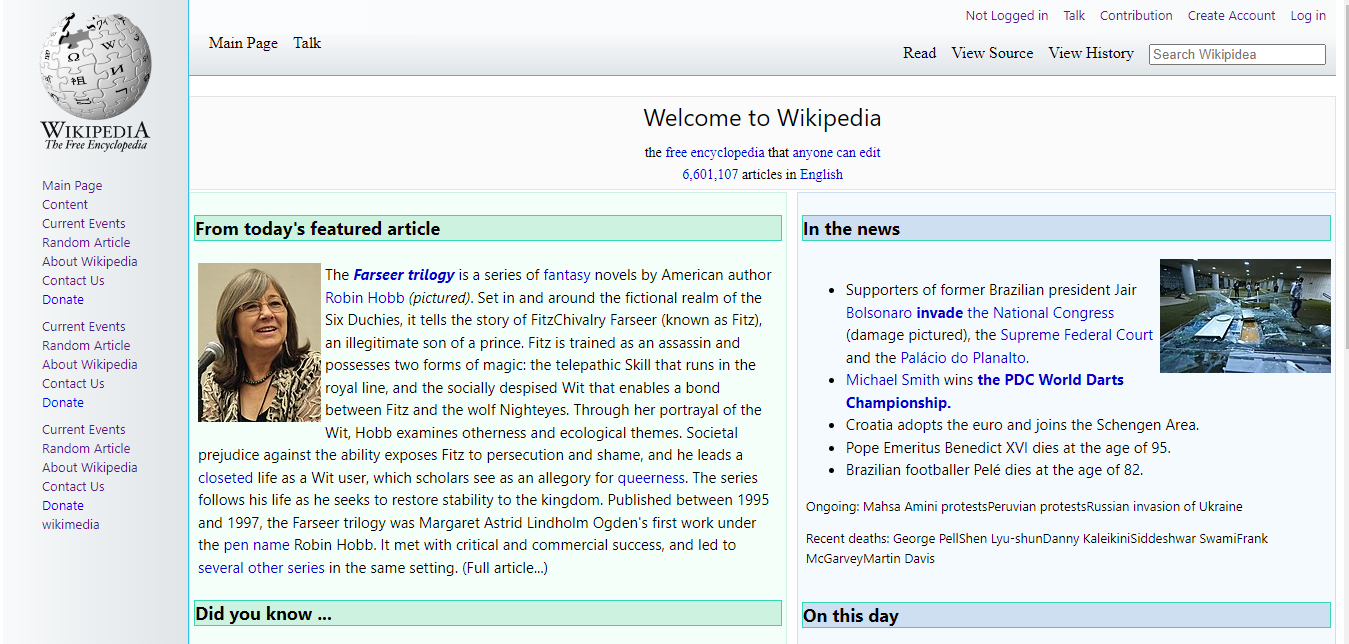 WIKIPEDIA
The Free Encyclopedia
Main Page
Content
Current Events
Random Article
About Wikipedia
Contact Us
Donate
Current Events
Random Article
About Wikipedia
Contact Us
Donate
Current Events
Random Article
About Wikipedia
Contact Us
Donate
wikimedia
Not Logged in Talk Contribution Create Account Log in
Main Page Talk
Read View Source View History Search Wikipidea
Welcome to Wikipedia
the free encyclopedia that anyone can edit
6,601,107 articles in English
From today's featured article
The Farseer trilogy is a series of fantasy novels by American author
Robin Hobb (pictured). Set in and around the fictional realm of the
Six Duchies, it tells the story of FitzChivalry Farseer (known as Fitz),
an illegitimate son of a prince. Fitz is trained as an assassin and
possesses two forms of magic: the telepathic Skill that runs in the
royal line, and the socially despised Wit that enables a bond
between Fitz and the wolf Nighteyes. Through her portrayal of the
Wit, Hobb examines otherness and ecological themes. Societal
prejudice against the ability exposes Fitz to persecution and shame, and he leads a
closeted life as a Wit user, which scholars see as an allegory for queerness. The series
follows his life as he seeks to restore stability to the kingdom. Published between 1995
and 1997, the Farseer trilogy was Margaret Astrid Lindholm Ogden's first work under
the pen name Robin Hobb. It met with critical and commercial success, and led to
several other series in the same setting. (Full article...)
Did you know ...
In the news
Supporters of former Brazilian president Jair
Bolsonaro invade the National Congress
(damage pictured), the Supreme Federal Court
and the Palácio do Planalto.
Michael Smith wins the PDC World Darts
Championship.
Croatia adopts the euro and joins the Schengen Area.
Pope Emeritus Benedict XVI dies at the age of 95.
Brazilian footballer Pelé dies at the age of 82.
Ongoing: Mahsa Amini protestsPeruvian protestsRussian invasion of Ukraine
Recent deaths: George PellShen Lyu-shunDanny KaleikiniSiddeshwar SwamiFrank
McGarveyMartin Davis
On this day